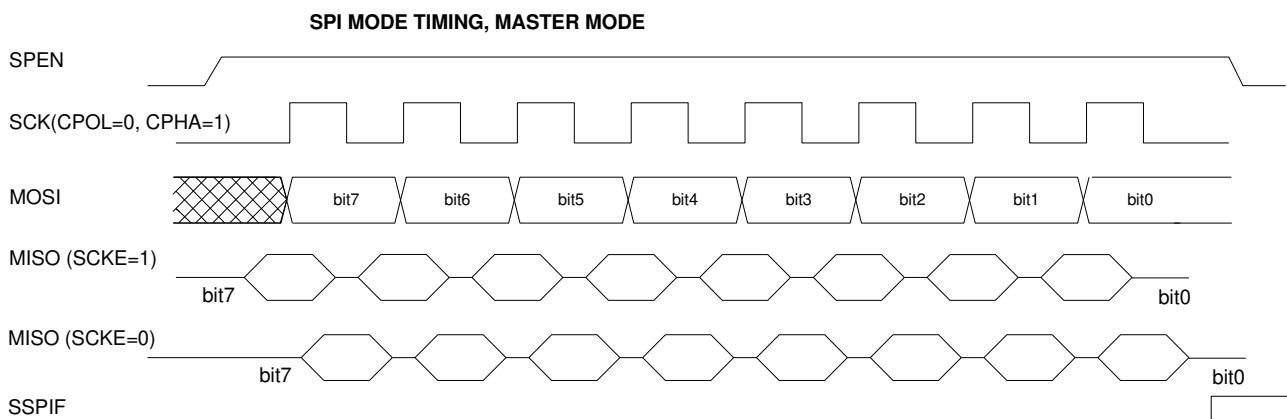 SPI MODE TIMING, MASTER MODE
SPEN
SCK(CPOL=0, CPHA=1)
MOSI
bit7 bit6 bit5 bit4 bit3 bit2 bit1 bit0
MISO (SCKE=1)
bit7 bit0
MISO (SCKE=0)
bit7 bit0
SSPIF